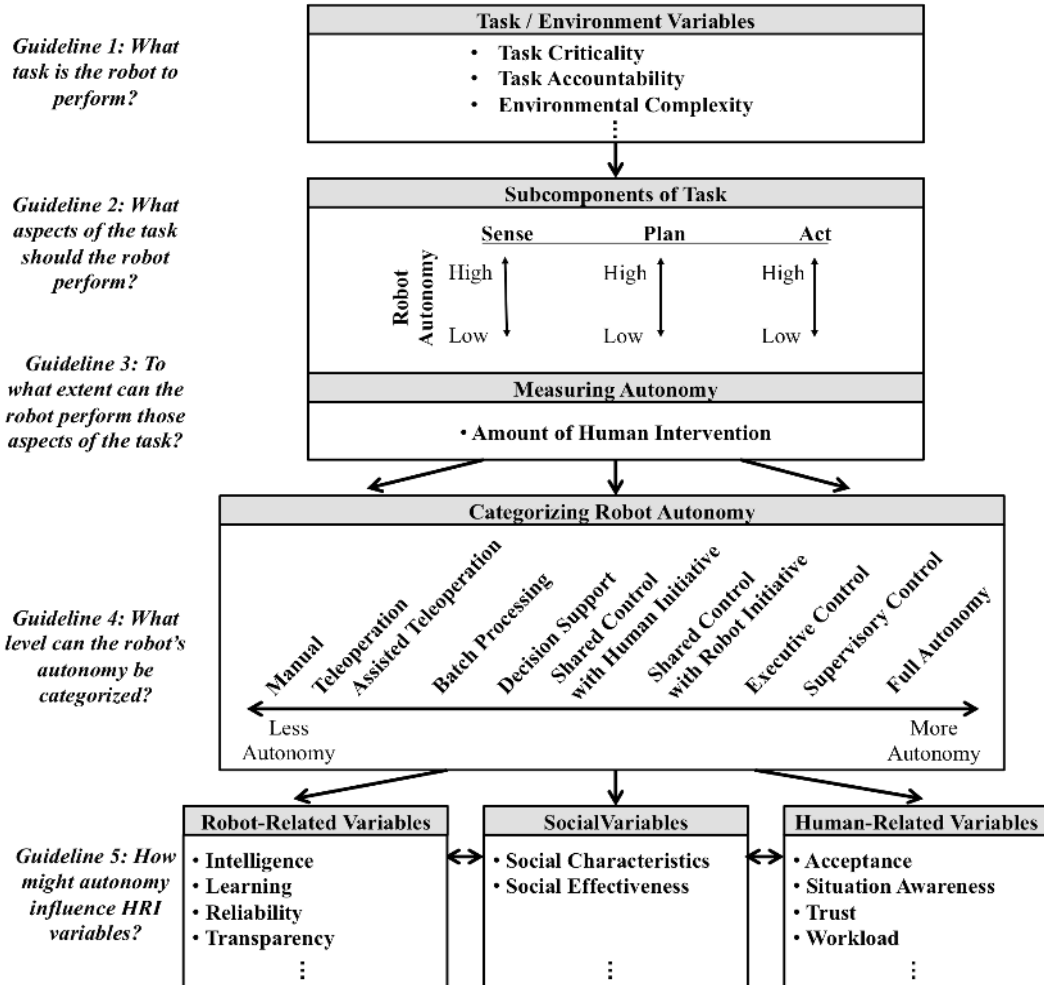 Guideline 1: What
task is the robot to
perform?
Task / Environment Variables
• Task Criticality
• Task Accountability
• Environmental Complexity
⋮
Guideline 2: What
aspects of the task
should the robot
perform?
Subcomponents of Task
Sense Plan Act
Robot
Autonomy
High High High
Low Low Low
Guideline 3: To
what extent can the
robot perform those
aspects of the task?
Measuring Autonomy
• Amount of Human Intervention
Guideline 4: What
level can the robot's
autonomy be
categorized?
Categorizing Robot Autonomy
Manual
Teleoperation
Assisted Teleoperation
Batch Processing
Decision Support
Shared Control
with Human Initiative
Shared Control
with Robot Initiative
Executive Control
Supervisory Control
Full Autonomy
Less
Autonomy
More
Autonomy
Guideline 5: How
might autonomy
influence HRI
variables?
Robot-Related Variables
• Intelligence
• Learning
• Reliability
• Transparency
⋮
SocialVariables
• Social Characteristics
• Social Effectiveness
⋮
Human-Related Variables
• Acceptance
• Situation Awareness
• Trust
• Workload
⋮